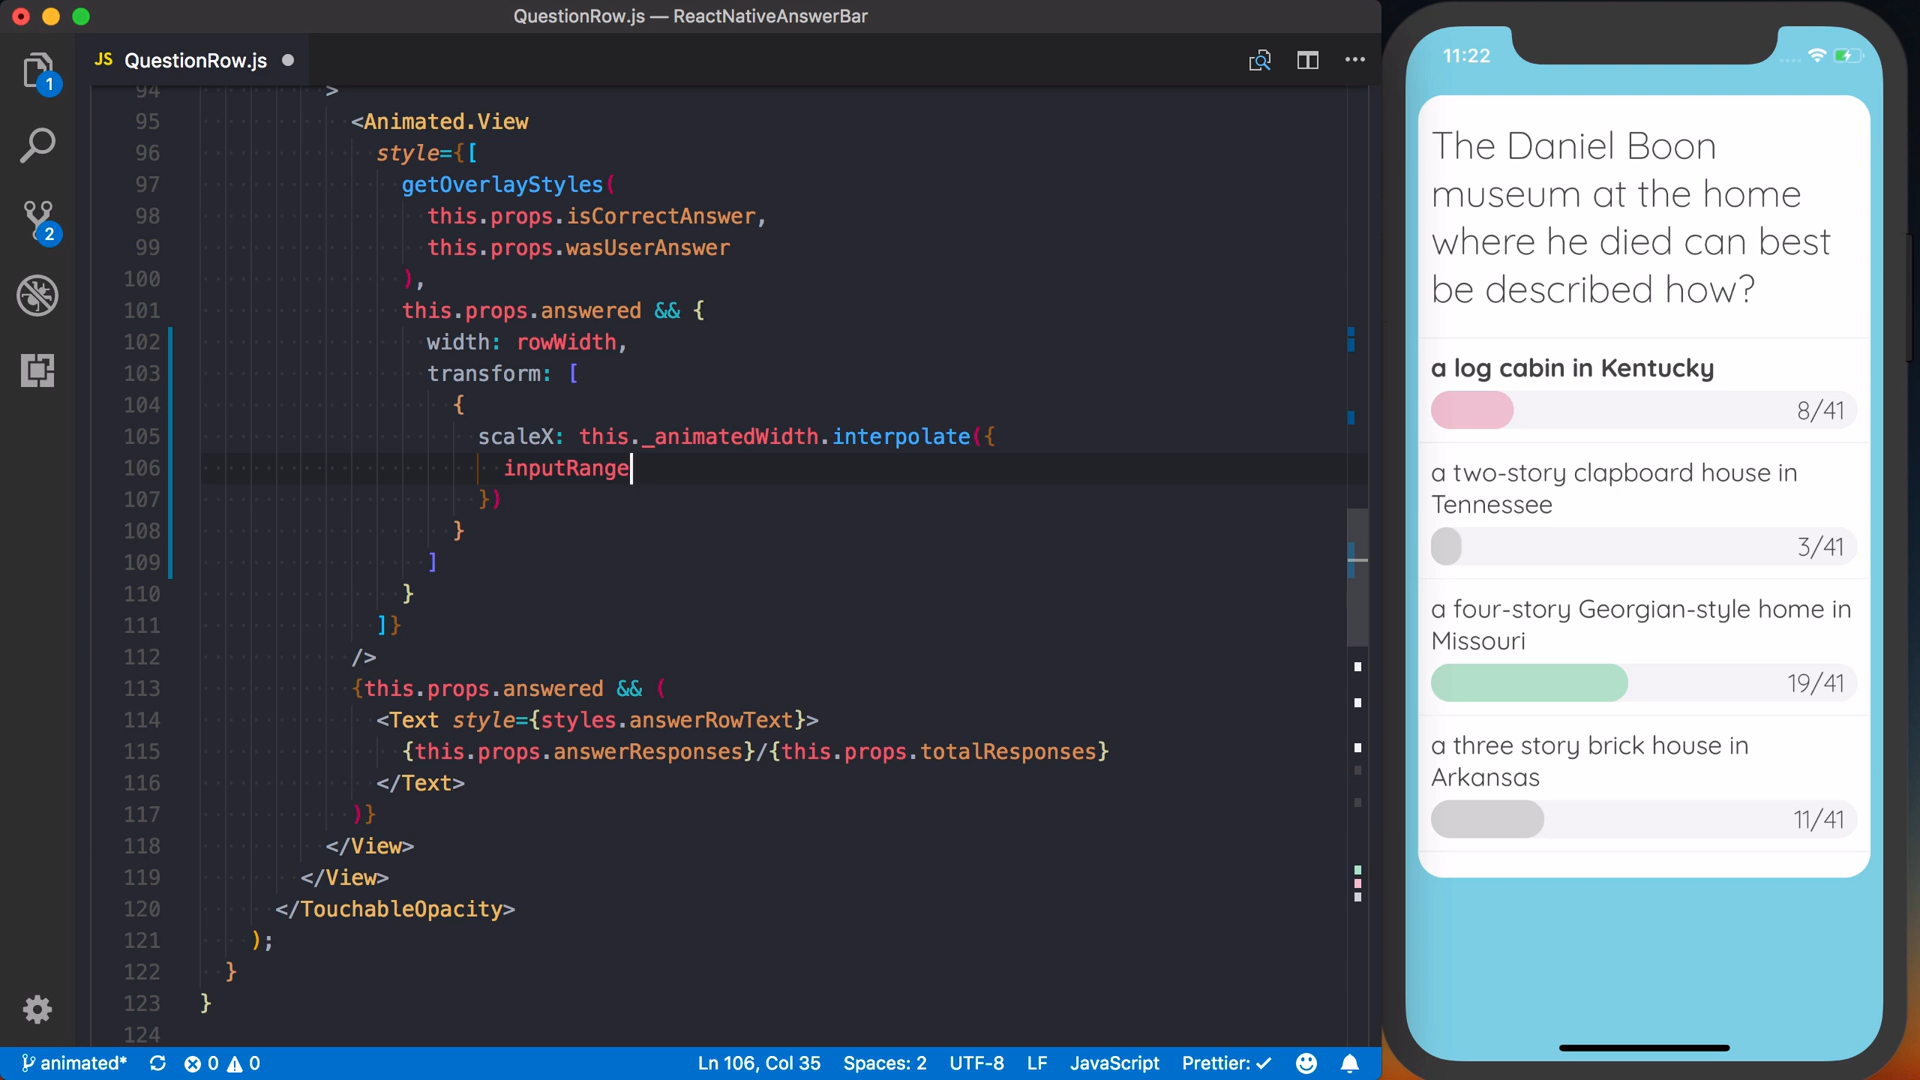 QuestionRow.js — ReactNativeAnswerBar
JS QuestionRow.js
1
2
94 >
95 <Animated.View
96 style={[
97 getOverlayStyles(
98 this.props.isCorrectAnswer,
99 this.props.wasUserAnswer
100 ),
101 this.props.answered && {
102 width: rowWidth,
103 transform: [
104 {
105 scaleX: this._animatedWidth.interpolate({
106 inputRange
107 })
108 }
109 ]
110 }
111 ]}
112 />
113 {this.props.answered && (
114 <Text style={styles.answerRowText}>
115 {this.props.answerResponses}/{this.props.totalResponses}
116 </Text>
117 )}
118 </View>
119 </View>
120 </TouchableOpacity>
121 );
122 }
123 }
124
animated* 0 0 Ln 106, Col 35 Spaces: 2 UTF-8 LF JavaScript Prettier: ✓
11:22
The Daniel Boon
museum at the home
where he died can best
be described how?
a log cabin in Kentucky
8/41
a two-story clapboard house in
Tennessee
3/41
a four-story Georgian-style home in
Missouri
19/41
a three story brick house in
Arkansas
11/41